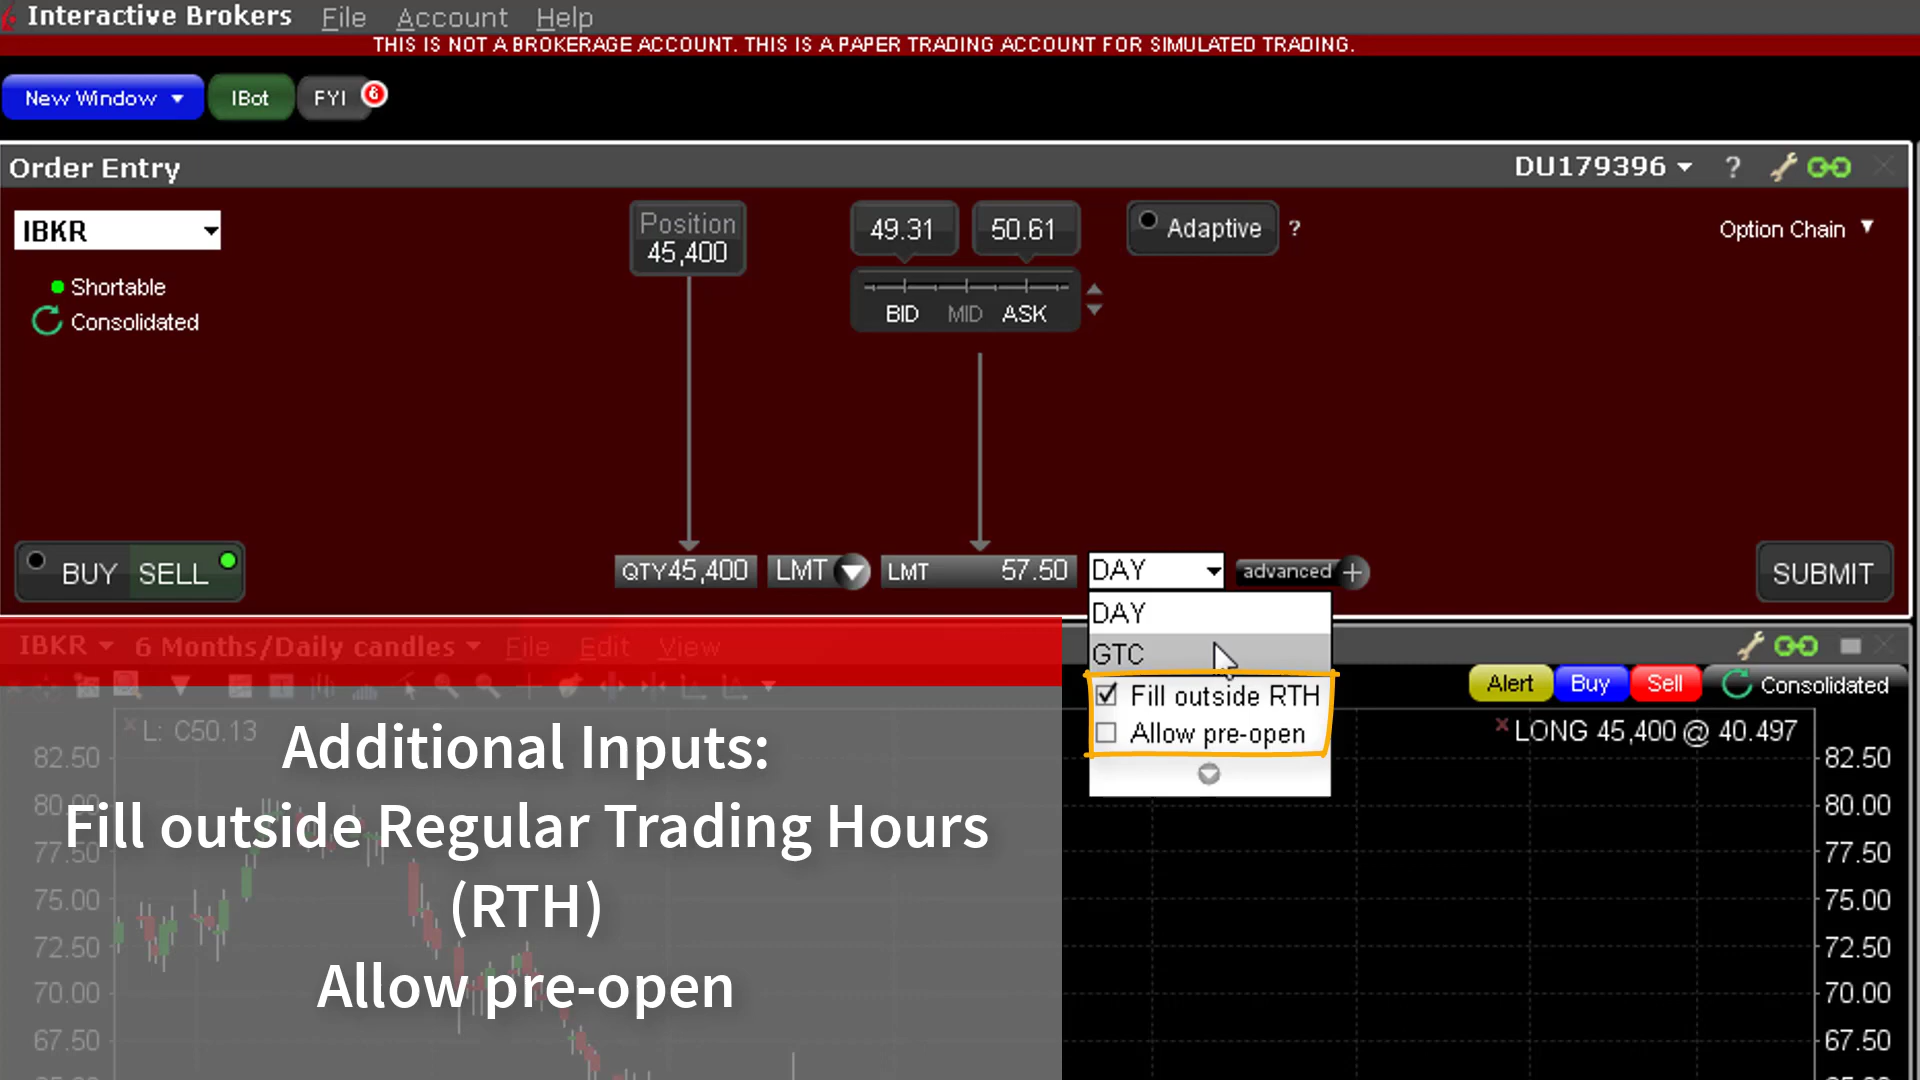 Interactive Brokers File Account Help
THIS IS NOT A BROKERAGE ACCOUNT. THIS IS A PAPER TRADING ACCOUNT FOR SIMULATED TRADING.
New Window IBot FYI 6
Order Entry DU179396 ?
IBKR Position 49.31 50.61 Adaptive ? Option Chain
45,400
Shortable
BID MID ASK
Consolidated
BUY SELL QTY45,400 LMT LMT 57.50 DAY advanced + SUBMIT
DAY
GTC
Fill outside RTH
Allow pre-open
IBKR 6 Months/Daily candles File Edit View
Alert Buy Sell Consolidated
L: C50.13 LONG 45,400 @ 40.497
Additional Inputs:
Fill outside Regular Trading Hours
(RTH)
Allow pre-open
82.50
80.00
77.50
75.00
72.50
70.00
67.50
82.50
80.00
77.50
75.00
72.50
70.00
67.50